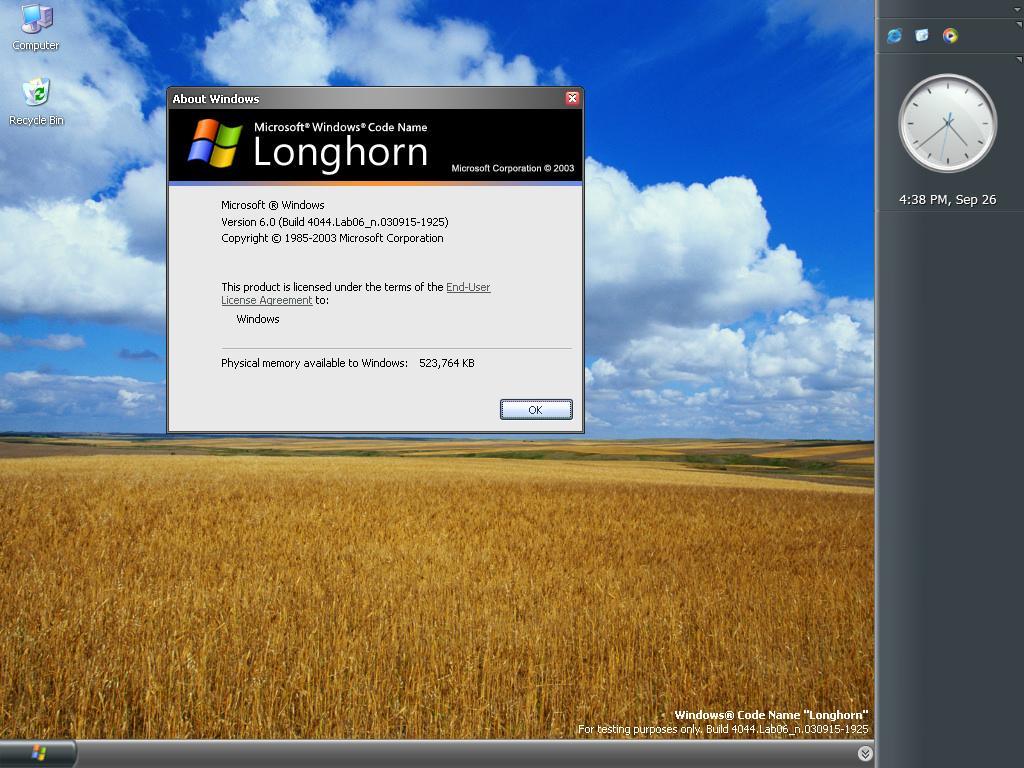 Computer
Recycle Bin
About Windows
Microsoft® Windows® Code Name
Longhorn
Microsoft Corporation © 2003
Microsoft ® Windows
Version 6.0 (Build 4044.Lab06_n.030915-1925)
Copyright © 1985-2003 Microsoft Corporation
This product is licensed under the terms of the End-User
License Agreement to:
Windows
Physical memory available to Windows: 523,764 KB
OK
4:38 PM, Sep 26
Windows® Code Name "Longhorn"
For testing purposes only. Build 4044.Lab06_n.030915-1925